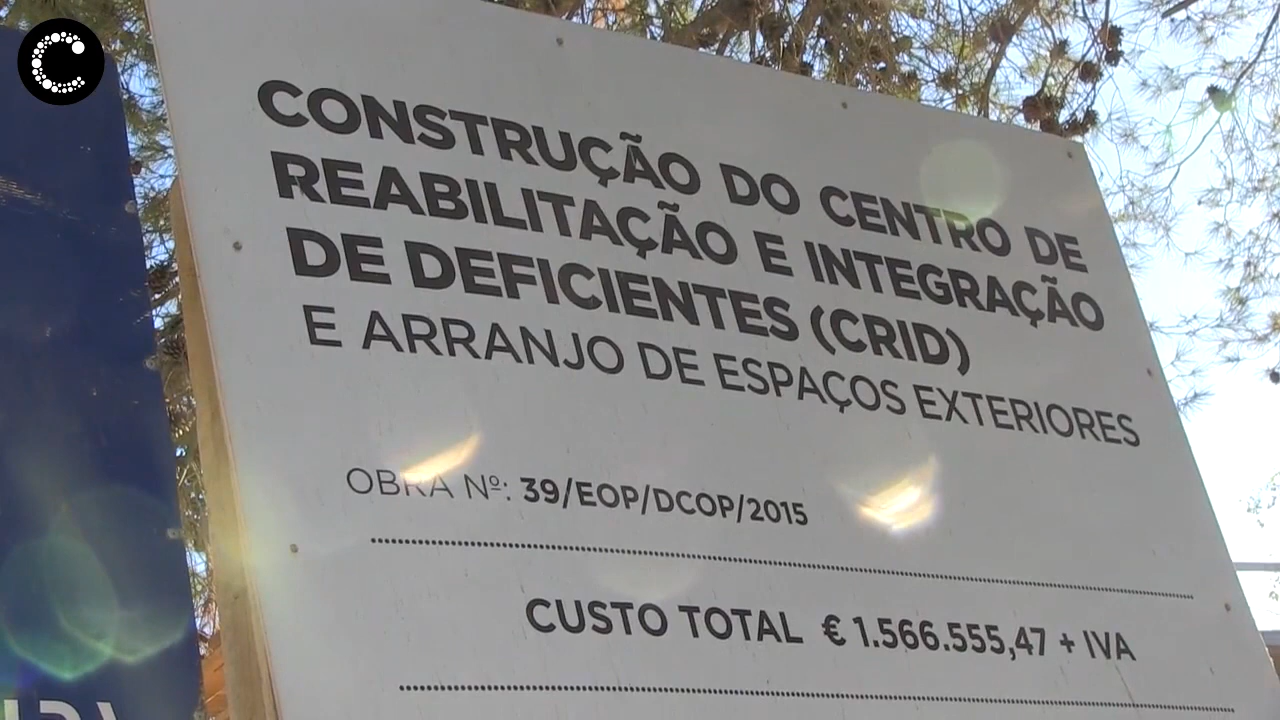 CONSTRUÇÃO DO CENTRO DE
REABILITAÇÃO E INTEGRAÇÃO
DE DEFICIENTES (CRID)
E ARRANJO DE ESPAÇOS EXTERIORES
OBRA Nº: 39/EOP/DCOP/2015
CUSTO TOTAL € 1.566.555,47 + IVA